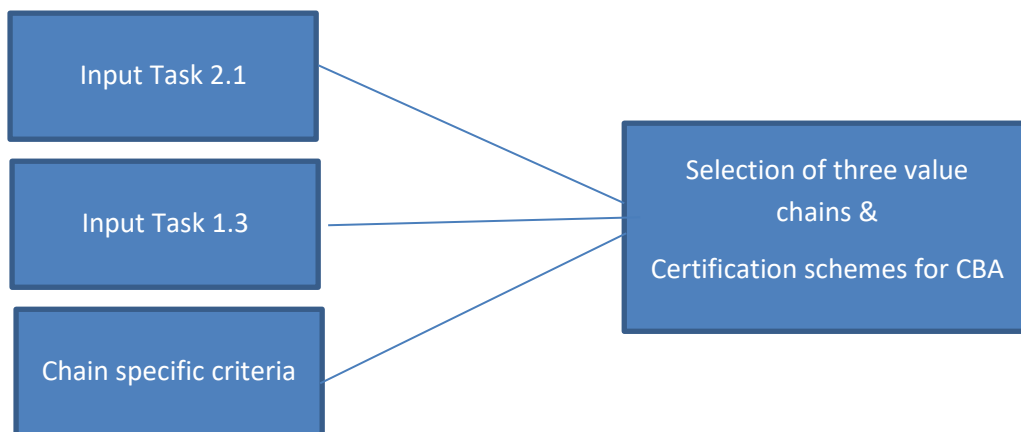 Input Task 2.1
Input Task 1.3
Chain specific criteria
Selection of three value
chains &
Certification schemes for CBA